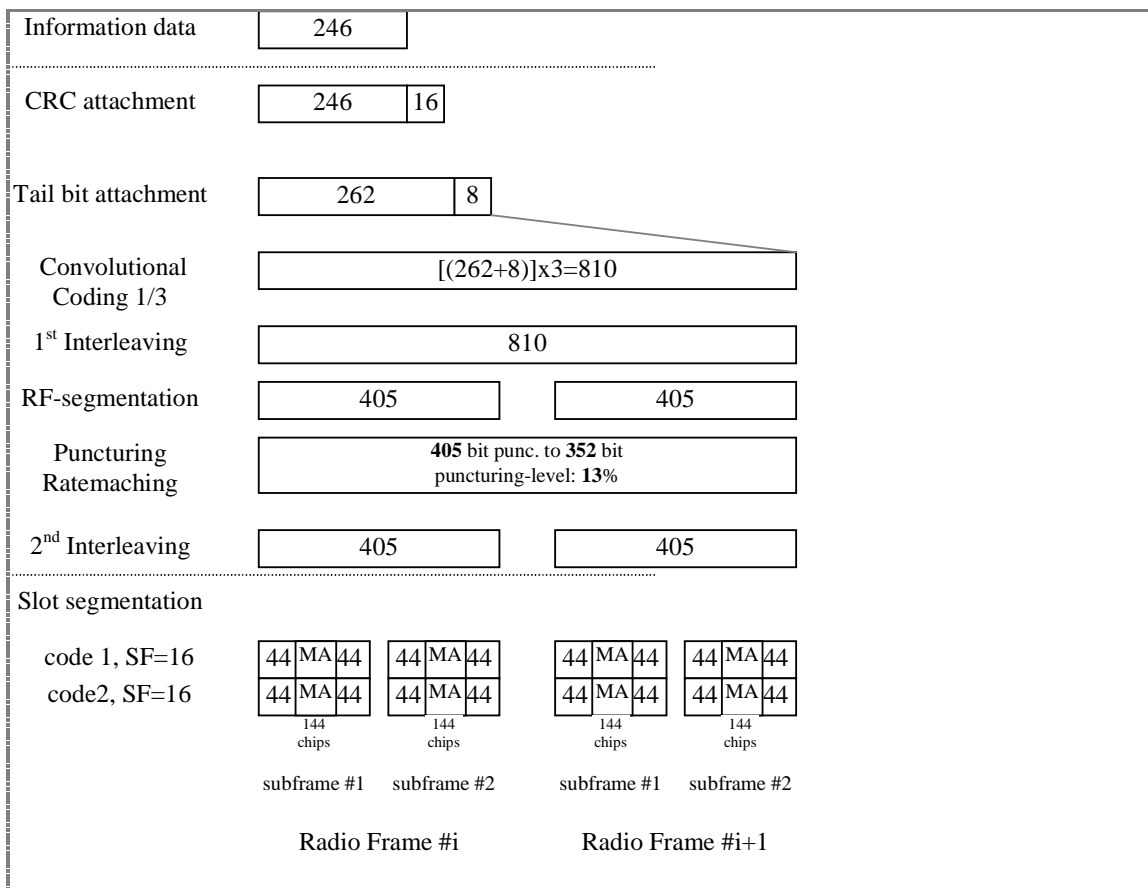 Information data 246
CRC attachment 246 16
Tail bit attachment 262 8
Convolutional
Coding 1/3
[(262+8)]x3=810
1st Interleaving 810
RF-segmentation 405 405
Puncturing
Ratemaching
405 bit punc. to 352 bit
puncturing-level: 13%
2nd Interleaving 405 405
Slot segmentation
code 1, SF=16 44 MA 44 44 MA 44 44 MA 44 44 MA 44
code2, SF=16 44 MA 44 44 MA 44 44 MA 44 44 MA 44
144 144 144 144
chips chips chips chips
subframe #1 subframe #2 subframe #1 subframe #2
Radio Frame #i Radio Frame #i+1